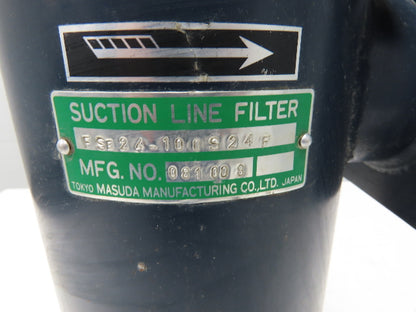 SUCTION LINE FILTER
MFG. NO.
TOKYO MASUDA MANUFACTURING CO., LTD. JAPAN